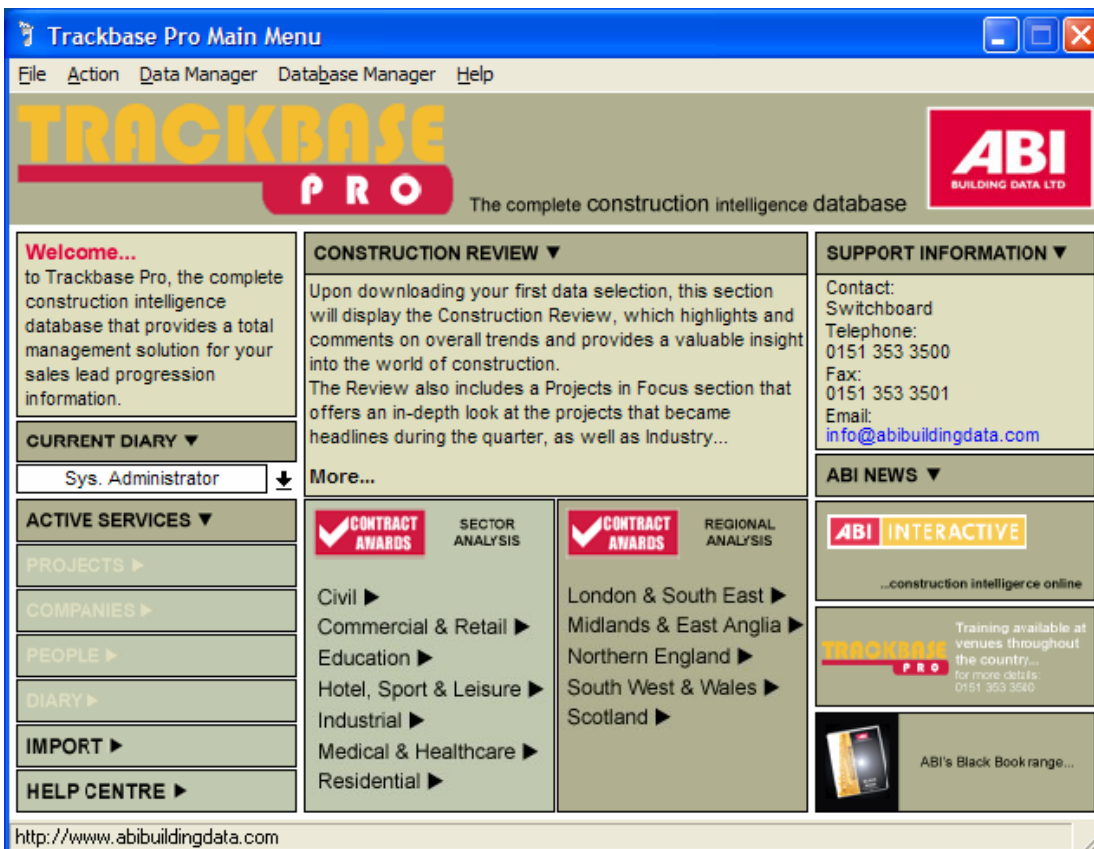 Trackbase Pro Main Menu
File Action Data Manager Database Manager Help
TRACKBASE
PRO
The complete construction intelligence database
ABI
BUILDING DATA LTD
Welcome...
to Trackbase Pro, the complete
construction intelligence
database that provides a total
management solution for your
sales lead progression
information.
CURRENT DIARY ▼
Sys. Administrator
ACTIVE SERVICES ▼
PROJECTS ▶
COMPANIES ▶
PEOPLE ▶
DIARY ▶
IMPORT ▶
HELP CENTRE ▶
CONSTRUCTION REVIEW ▼
Upon downloading your first data selection, this section
will display the Construction Review, which highlights and
comments on overall trends and provides a valuable insight
into the world of construction.
The Review also includes a Projects in Focus section that
offers an in-depth look at the projects that became
headlines during the quarter, as well as Industry...
More...
CONTRACT
AWARDS
SECTOR
ANALYSIS
Civil ▶
Commercial & Retail ▶
Education ▶
Hotel, Sport & Leisure ▶
Industrial ▶
Medical & Healthcare ▶
Residential ▶
CONTRACT
AWARDS
REGIONAL
ANALYSIS
London & South East ▶
Midlands & East Anglia ▶
Northern England ▶
South West & Wales ▶
Scotland ▶
SUPPORT INFORMATION ▼
Contact:
Switchboard
Telephone:
0151 353 3500
Fax:
0151 353 3501
Email:
info@abibuildingdata.com
ABI NEWS ▼
ABI INTERACTIVE
...construction intelligence online
TRACKBASE
PRO
Training available at
venues throughout
the country...
for more details:
0151 353 3500
ABI's Black Book range...
http://www.abibuildingdata.com